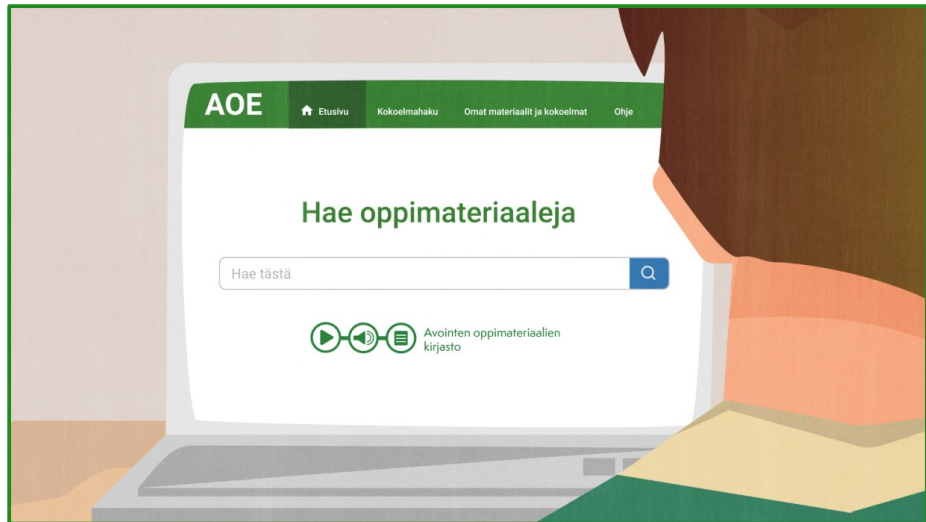 AOE Etusivu Kokoelmahaku Omat materiaalit ja kokoelmat Ohje
Hae oppimateriaaleja
Hae tästä
Avointen oppimateriaalien
kirjasto